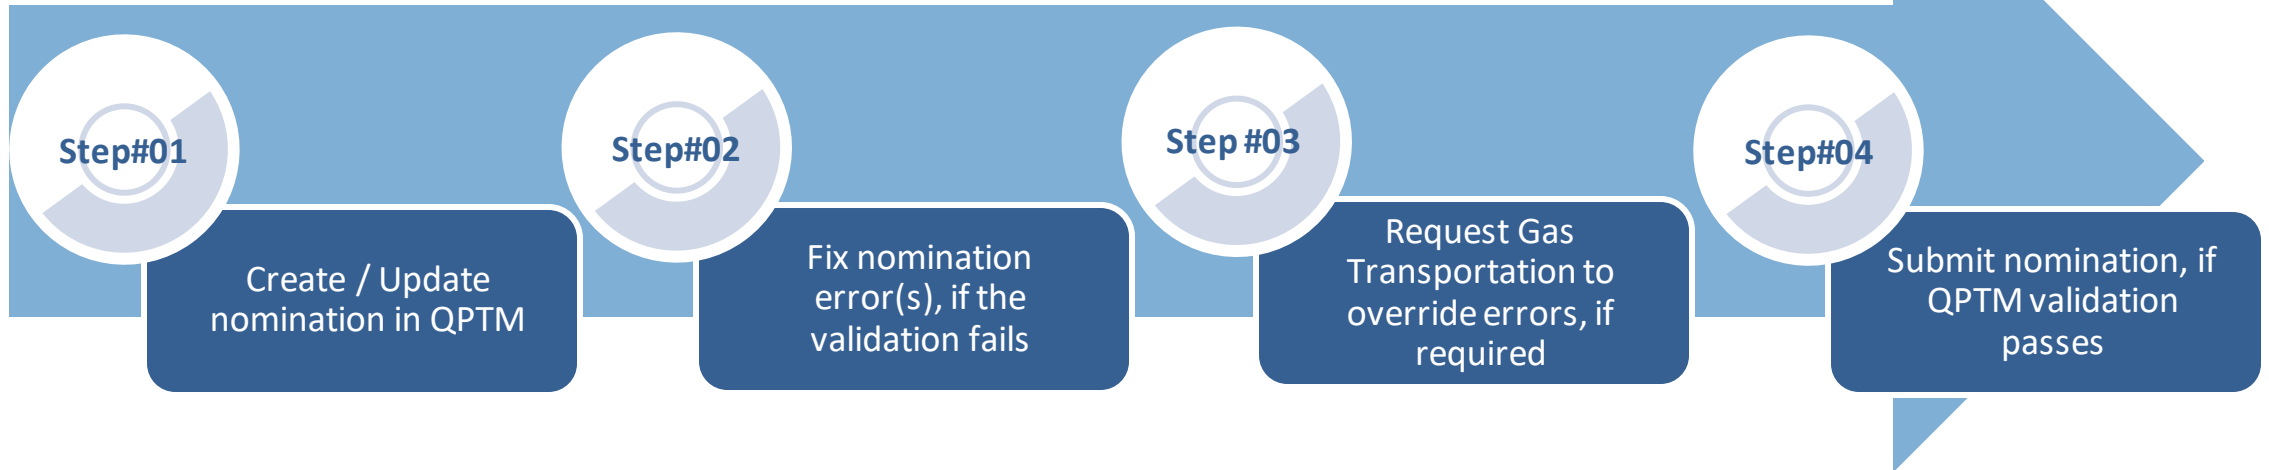 Step#01
Create / Update
nomination in QPTM
Step#02
Fix nomination
error(s), if the
validation fails
Step #03
Request Gas
Transportation to
override errors, if
required
Step#04
Submit nomination, if
QPTM validation
passes